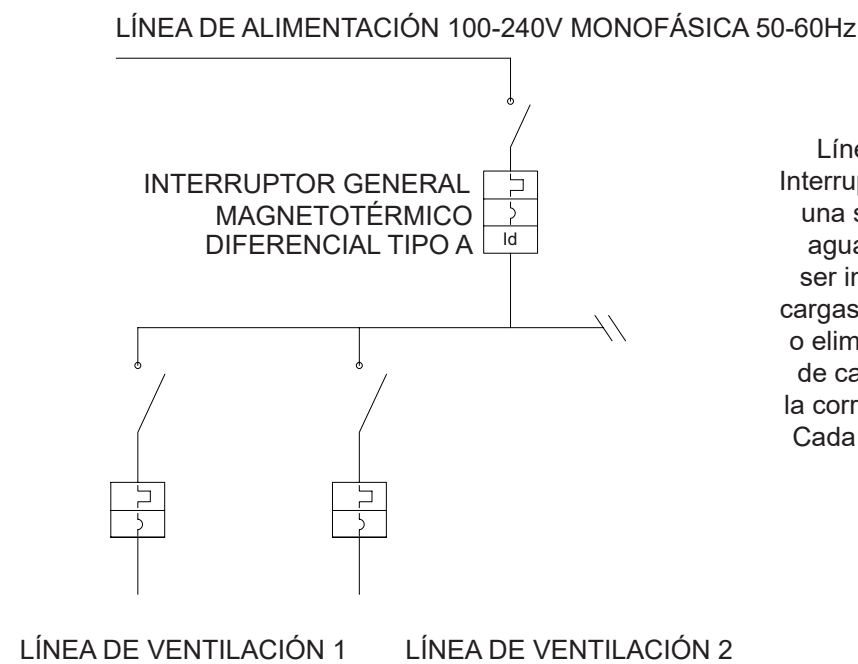 LÍNEA DE ALIMENTACIÓN 100-240V MONOFÁSICA 50-60Hz
INTERRUPTOR GENERAL
MAGNETOTÉRMICO
DIFERENCIAL TIPO A
Id
Líne
Interrup
una s
agua
ser in
cargas
o elim
de ca
la corr
Cada
LÍNEA DE VENTILACIÓN 1
LÍNEA DE VENTILACIÓN 2